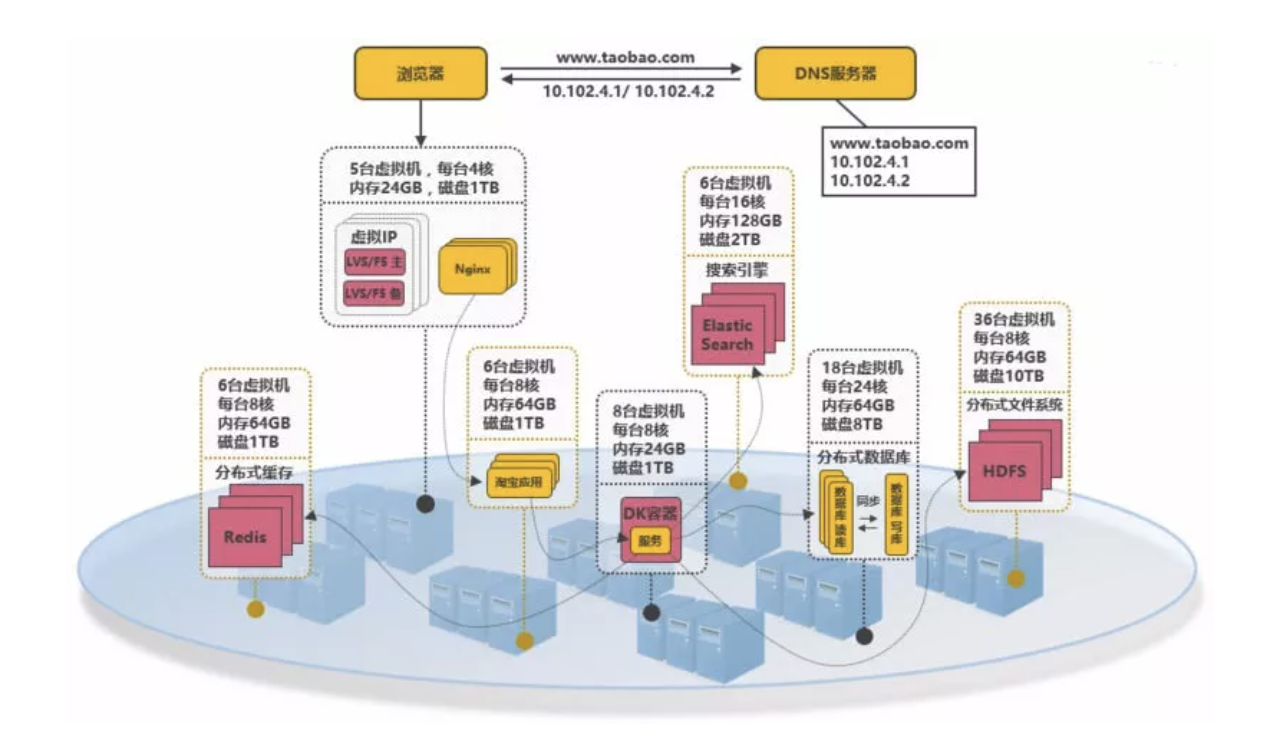 浏览器
www.taobao.com
10.102.4.1/ 10.102.4.2
DNS服务器
www.taobao.com
10.102.4.1
10.102.4.2
5台虚拟机，每台4核
内存24GB，磁盘1TB
虚拟IP
LVS/F5 主
LVS/F5 备
Nginx
6台虚拟机
每台16核
内存128GB
磁盘2TB
搜索引擎
Elastic
Search
36台虚拟机
每台8核
内存64GB
磁盘10TB
分布式文件系统
HDFS
6台虚拟机
每台8核
内存64GB
磁盘1TB
分布式缓存
Redis
6台虚拟机
每台8核
内存64GB
磁盘1TB
淘宝应用
8台虚拟机
每台8核
内存24GB
磁盘1TB
DK容器
服务
18台虚拟机
每台24核
内存64GB
磁盘8TB
分布式数据库
数据库 读库
同步
数据库 写库